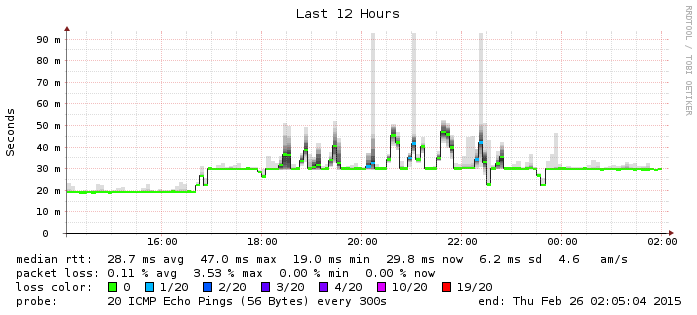 Last 12 Hours
RRDTOOL / TOBI OETIKER
Seconds
90 m
80 m
70 m
60 m
50 m
40 m
30 m
20 m
10 m
0
16:00 18:00 20:00 22:00 00:00 02:00
median rtt: 28.7 ms avg 47.0 ms max 19.0 ms min 29.8 ms now 6.2 ms sd 4.6 am/s
packet loss: 0.11 % avg 3.53 % max 0.00 % min 0.00 % now
loss color: 0 1/20 2/20 3/20 4/20 10/20 19/20
probe: 20 ICMP Echo Pings (56 Bytes) every 300s end: Thu Feb 26 02:05:04 2015